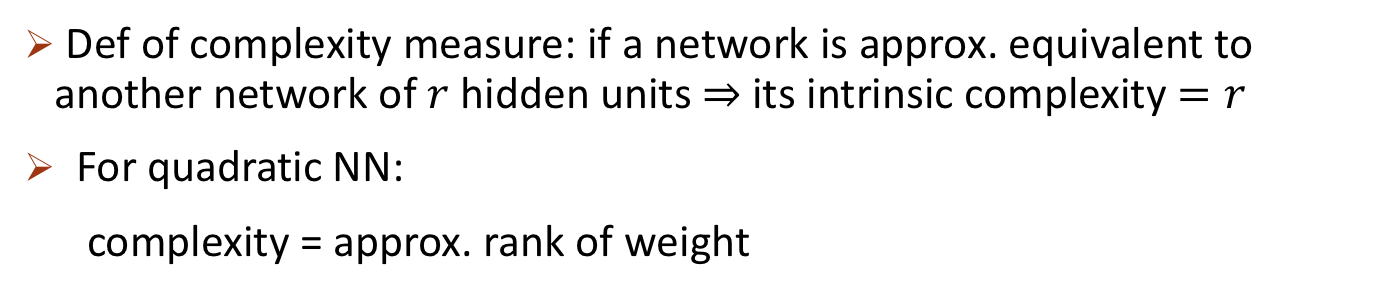 ➢ Def of complexity measure: if a network is approx. equivalent to
another network of 𝑟 hidden units ⇒ its intrinsic complexity = 𝑟
➢ For quadratic NN:
complexity = approx. rank of weight